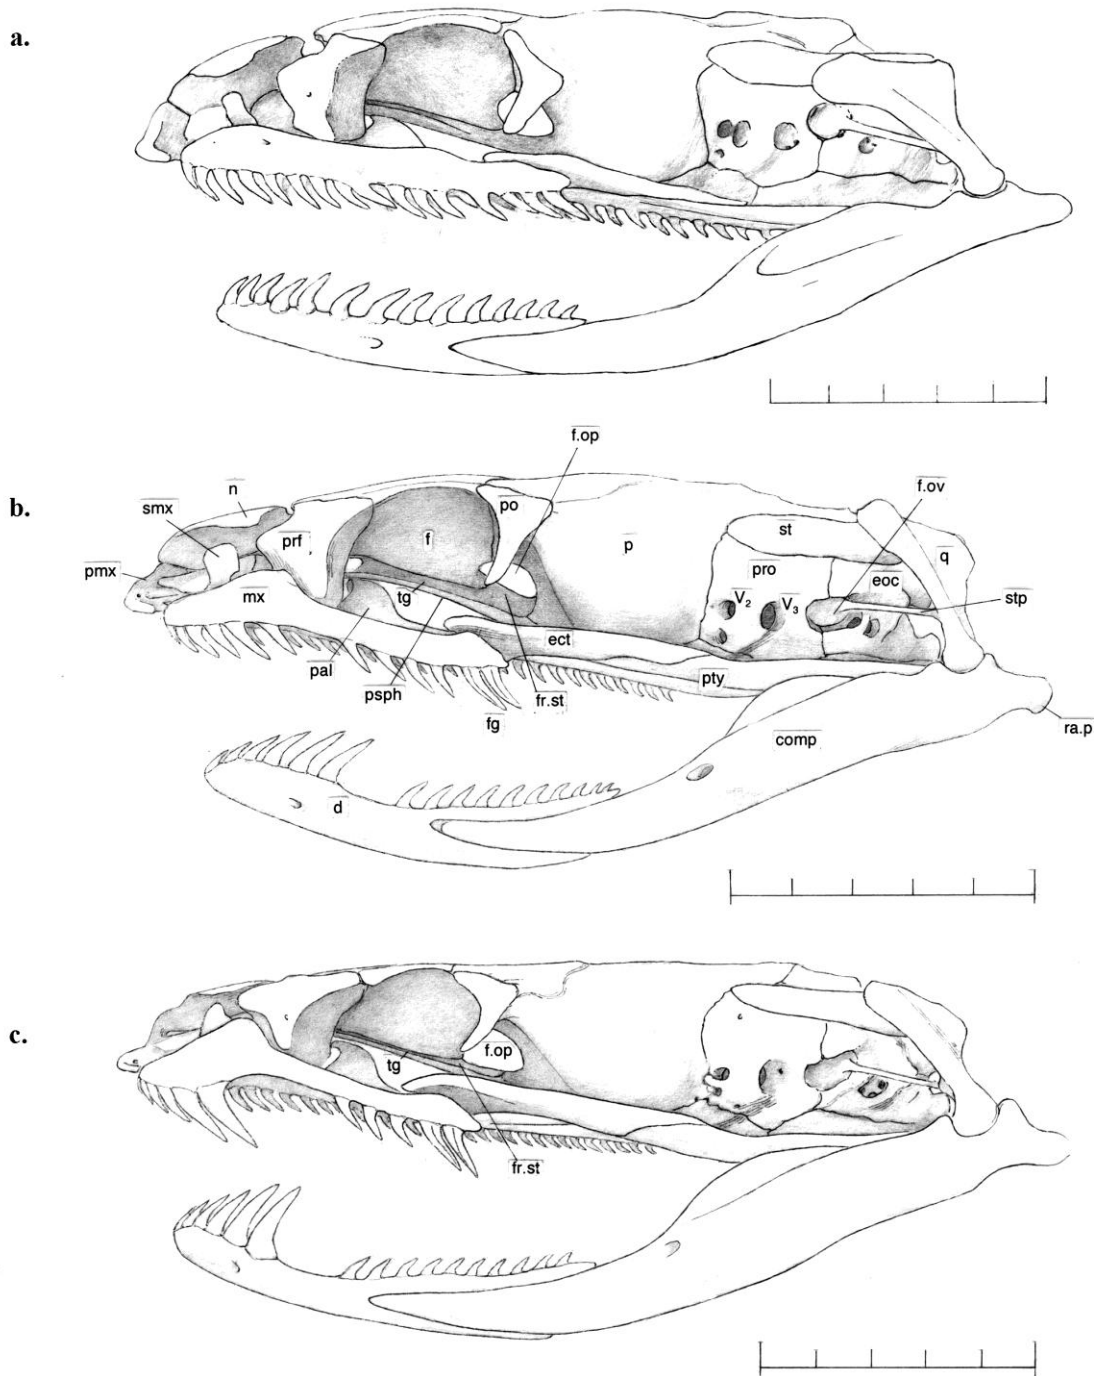 a.
b.
f.op
n
smx
po
f.ov
st
q
prf
f
p
pmx
pro
eoc
mx
V2
V3
stp
tg
ect
pal
psph
fr.st
pty
fg
ra.p
comp
d
c.
f.op
tg
fr.st